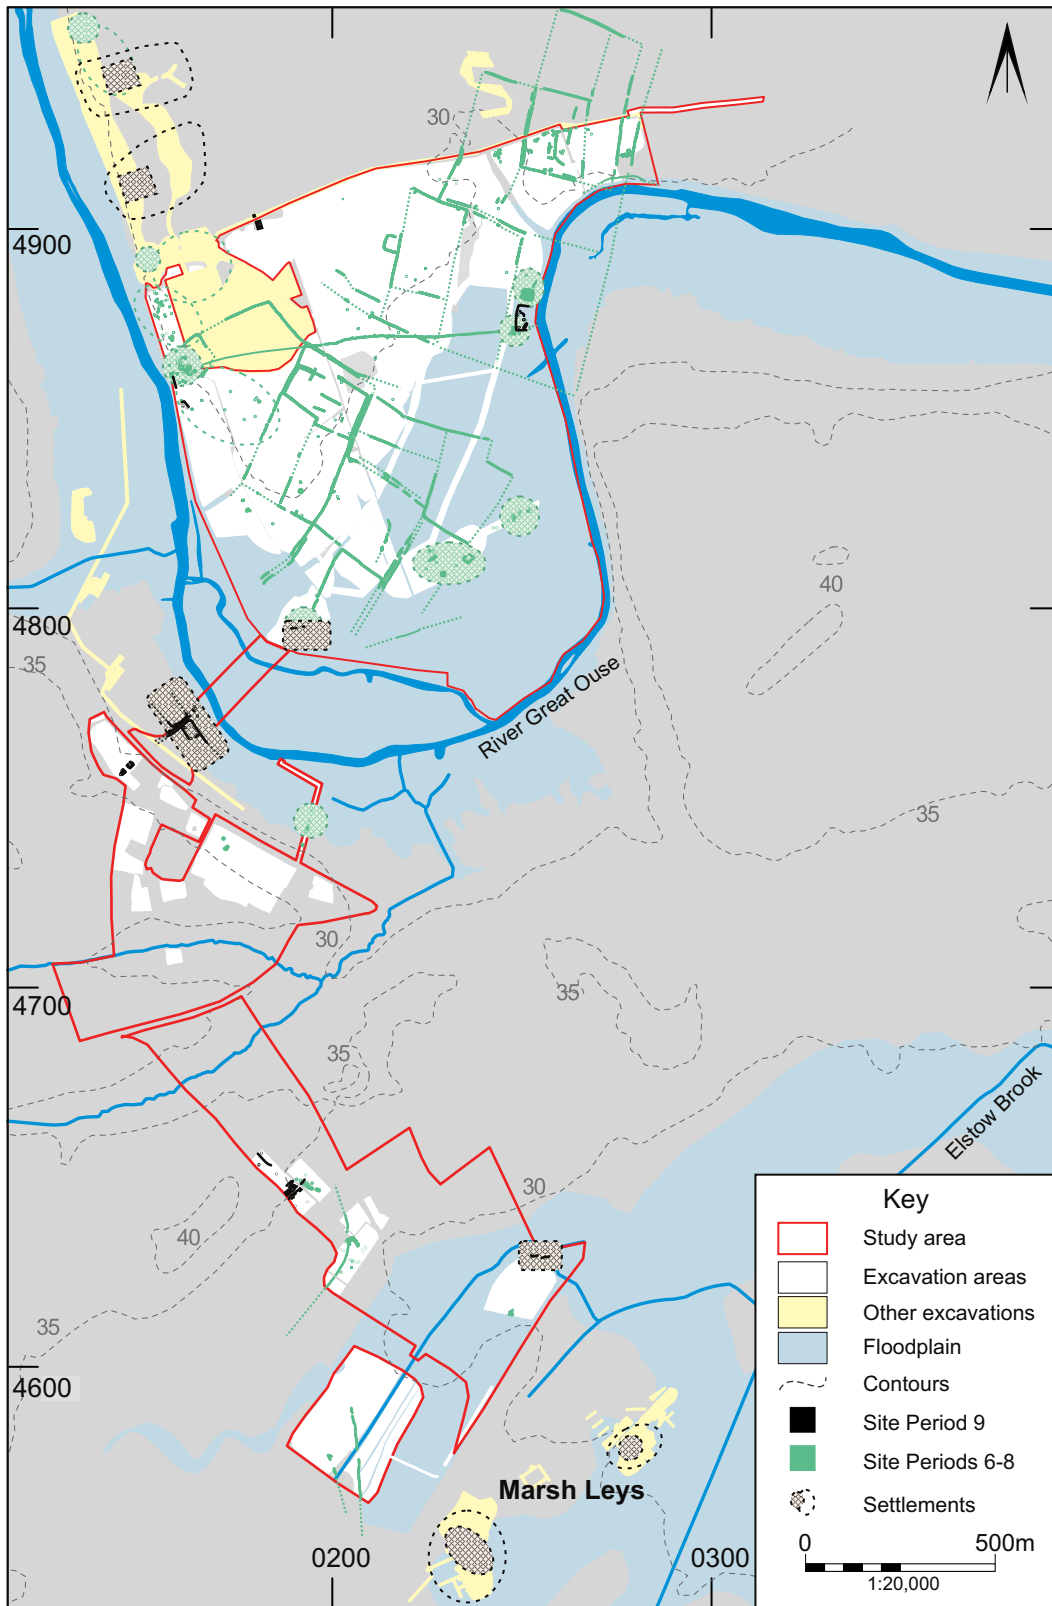 30
4900
40
4800
35
River Great Ouse
35
30
35
4700
35
Elstow Brook
30
40
35
4600
Marsh Leys
0200
0300
Key
Study area
Excavation areas
Other excavations
Floodplain
Contours
Site Period 9
Site Periods 6-8
Settlements
0 500m
1:20,000